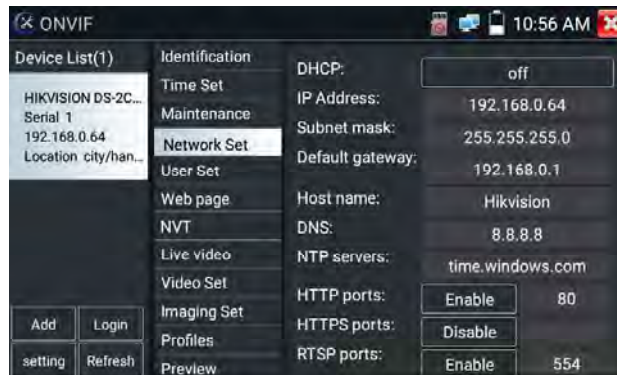 ONVIF
10:56 AM
Device List(1)
HIKVISION DS-2C...
Serial 1
192.168.0.64
Location city/han...
Add
Login
setting
Refresh
Identification
Time Set
Maintenance
Network Set
User Set
Web page
NVT
Live video
Video Set
Imaging Set
Profiles
Preview
DHCP: off
IP Address: 192.168.0.64
Subnet mask: 255.255.255.0
Default gateway: 192.168.0.1
Host name: Hikvision
DNS: 8.8.8.8
NTP servers: time.windows.com
HTTP ports: Enable 80
HTTPS ports: Disable
RTSP ports: Enable 554